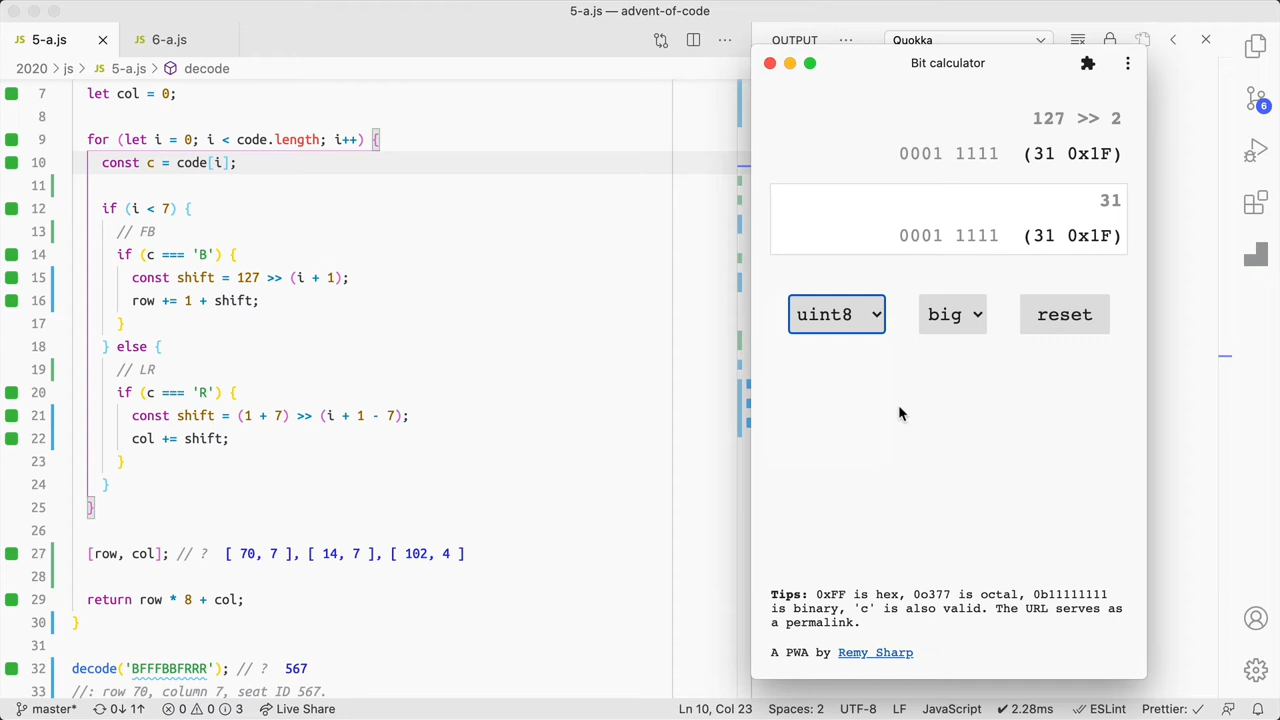 5-a.js — advent-of-code
JS 5-a.js
JS 6-a.js
OUTPUT
Quokka
2020 > js > JS 5-a.js > decode
7 let col = 0;
8
9 for (let i = 0; i < code.length; i++) {
10 const c = code[i];
11
12 if (i < 7) {
13 // FB
14 if (c === 'B') {
15 const shift = 127 >> (i + 1);
16 row += 1 + shift;
17 }
18 } else {
19 // LR
20 if (c === 'R') {
21 const shift = (1 + 7) >> (i + 1 - 7);
22 col += shift;
23 }
24 }
25 }
26
27 [row, col]; // ? [ 70, 7 ], [ 14, 7 ], [ 102, 4 ]
28
29 return row * 8 + col;
30 }
31
32 decode('BFFFBBFRRR'); // ? 567
33 //: row 70, column 7, seat ID 567.
Bit calculator
127 >> 2
0001 1111 (31 0x1F)
31
0001 1111 (31 0x1F)
uint8 big reset
Tips: 0xFF is hex, 0o377 is octal, 0b11111111
is binary, 'c' is also valid. The URL serves as
a permalink.
A PWA by Remy Sharp
6
master* 0↓ 1↑ 0 0 3 Live Share Ln 10, Col 23 Spaces: 2 UTF-8 LF JavaScript ✔ 2.28ms ESLint Prettier: ✓